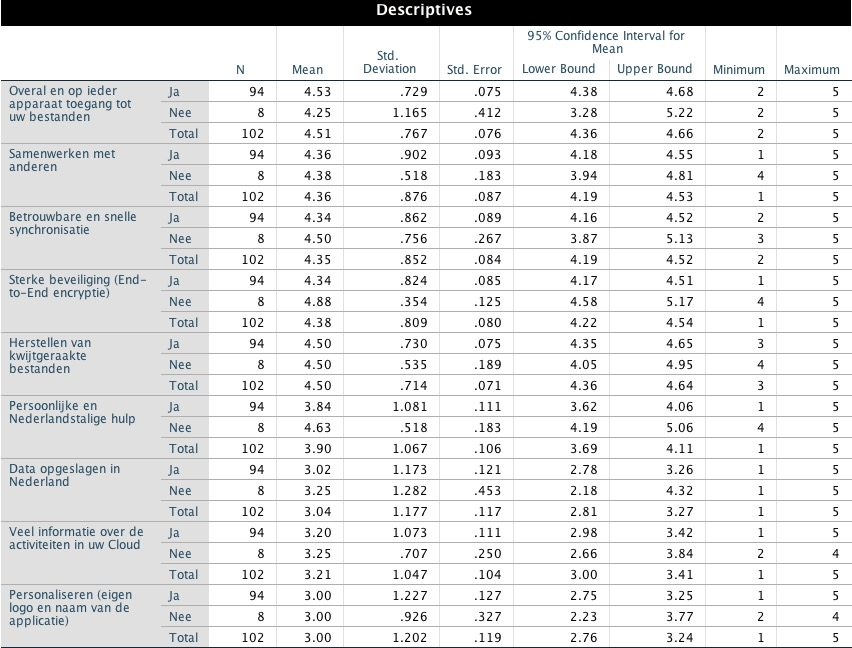 Descriptives
95% Confidence Interval for
Mean
N Mean Std.
Deviation Std. Error Lower Bound Upper Bound Minimum Maximum
Overal en op ieder
apparaat toegang tot
uw bestanden
Ja 94 4.53 .729 .075 4.38 4.68 2 5
Nee 8 4.25 1.165 .412 3.28 5.22 2 5
Total 102 4.51 .767 .076 4.36 4.66 2 5
Samenwerken met
anderen
Ja 94 4.36 .902 .093 4.18 4.55 1 5
Nee 8 4.38 .518 .183 3.94 4.81 4 5
Total 102 4.36 .876 .087 4.19 4.53 1 5
Betrouwbare en snelle
synchronisatie
Ja 94 4.34 .862 .089 4.16 4.52 2 5
Nee 8 4.50 .756 .267 3.87 5.13 3 5
Total 102 4.35 .852 .084 4.19 4.52 2 5
Sterke beveiliging (End-
to-End encryptie)
Ja 94 4.34 .824 .085 4.17 4.51 1 5
Nee 8 4.88 .354 .125 4.58 5.17 4 5
Total 102 4.38 .809 .080 4.22 4.54 1 5
Herstellen van
kwijtgeraakte
bestanden
Ja 94 4.50 .730 .075 4.35 4.65 3 5
Nee 8 4.50 .535 .189 4.05 4.95 4 5
Total 102 4.50 .714 .071 4.36 4.64 3 5
Persoonlijke en
Nederlandstalige hulp
Ja 94 3.84 1.081 .111 3.62 4.06 1 5
Nee 8 4.63 .518 .183 4.19 5.06 4 5
Total 102 3.90 1.067 .106 3.69 4.11 1 5
Data opgeslagen in
Nederland
Ja 94 3.02 1.173 .121 2.78 3.26 1 5
Nee 8 3.25 1.282 .453 2.18 4.32 1 5
Total 102 3.04 1.177 .117 2.81 3.27 1 5
Veel informatie over de
activiteiten in uw Cloud
Ja 94 3.20 1.073 .111 2.98 3.42 1 5
Nee 8 3.25 .707 .250 2.66 3.84 2 4
Total 102 3.21 1.047 .104 3.00 3.41 1 5
Personaliseren (eigen
logo en naam van de
applicatie)
Ja 94 3.00 1.227 .127 2.75 3.25 1 5
Nee 8 3.00 .926 .327 2.23 3.77 2 4
Total 102 3.00 1.202 .119 2.76 3.24 1 5